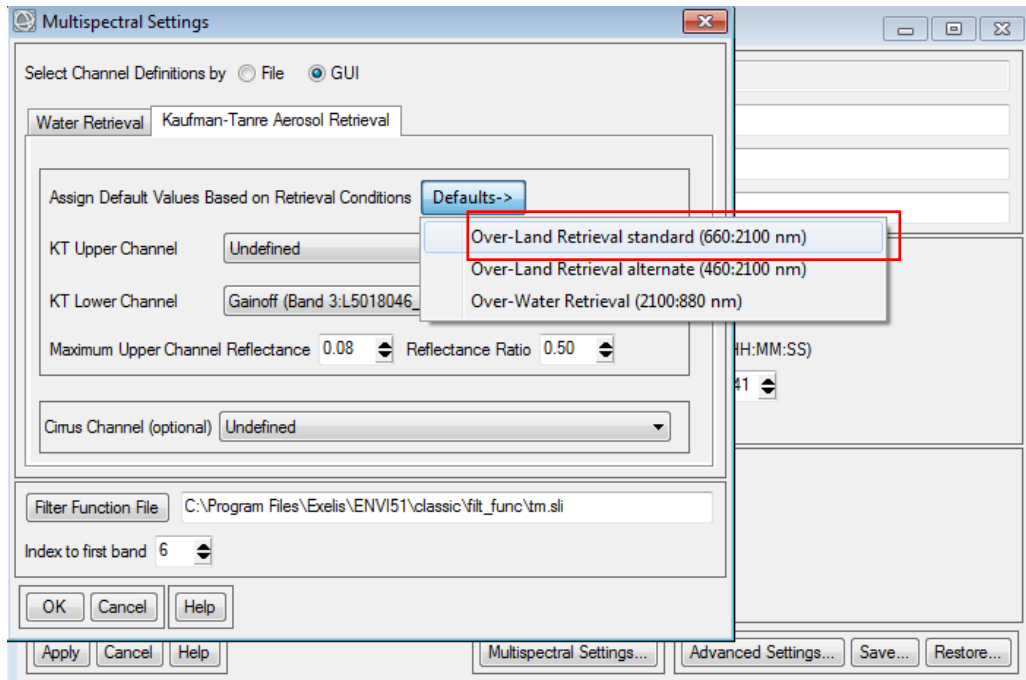 Multispectral Settings
Select Channel Definitions by File GUI
Water Retrieval Kaufman-Tanre Aerosol Retrieval
Assign Default Values Based on Retrieval Conditions Defaults->
Over-Land Retrieval standard (660:2100 nm)
Over-Land Retrieval alternate (460:2100 nm)
Over-Water Retrieval (2100:880 nm)
KT Upper Channel Undefined
KT Lower Channel Gainoff (Band 3:L5018046_
Maximum Upper Channel Reflectance 0.08 Reflectance Ratio 0.50
HH:MM:SS)
41
Cirrus Channel (optional) Undefined
Filter Function File C:\Program Files\Exelis\ENVI51\classic\filt_func\tm.sli
Index to first band 6
OK Cancel Help
Apply Cancel Help Multispectral Settings... Advanced Settings... Save... Restore...